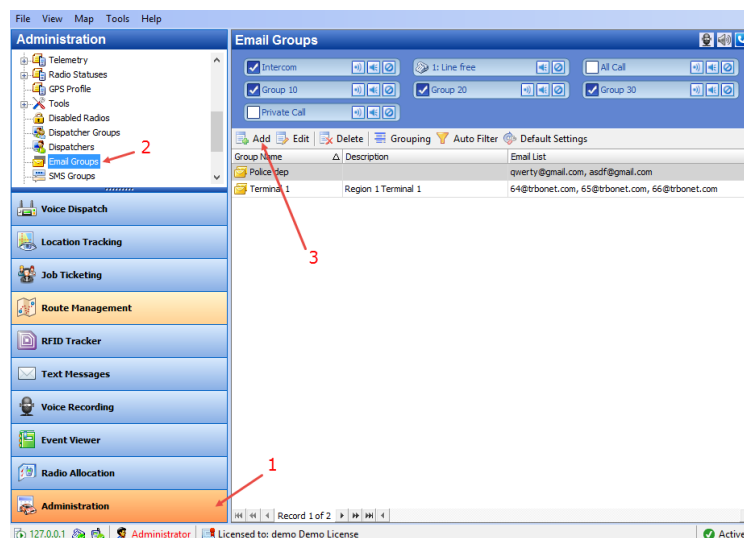 File View Map Tools Help
Administration
Email Groups
Telemetry
Radio Statuses
GPS Profile
Tools
Disabled Radios
Dispatcher Groups
Dispatchers
Email Groups
SMS Groups
2
Intercom
1: Line free
All Call
Group 10
Group 20
Group 30
Private Call
Add Edit Delete Grouping Auto Filter Default Settings
Group Name Description Email List
Police dep qwerty@gmail.com, asdf@gmail.com
Terminal 1 Region 1 Terminal 1 64@trbonet.com, 65@trbonet.com, 66@trbonet.com
3
Voice Dispatch
Location Tracking
Job Ticketing
Route Management
RFID Tracker
Text Messages
Voice Recording
Event Viewer
Radio Allocation
Administration
1
Record 1 of 2
127.0.0.1 Administrator Licensed to: demo Demo License Active